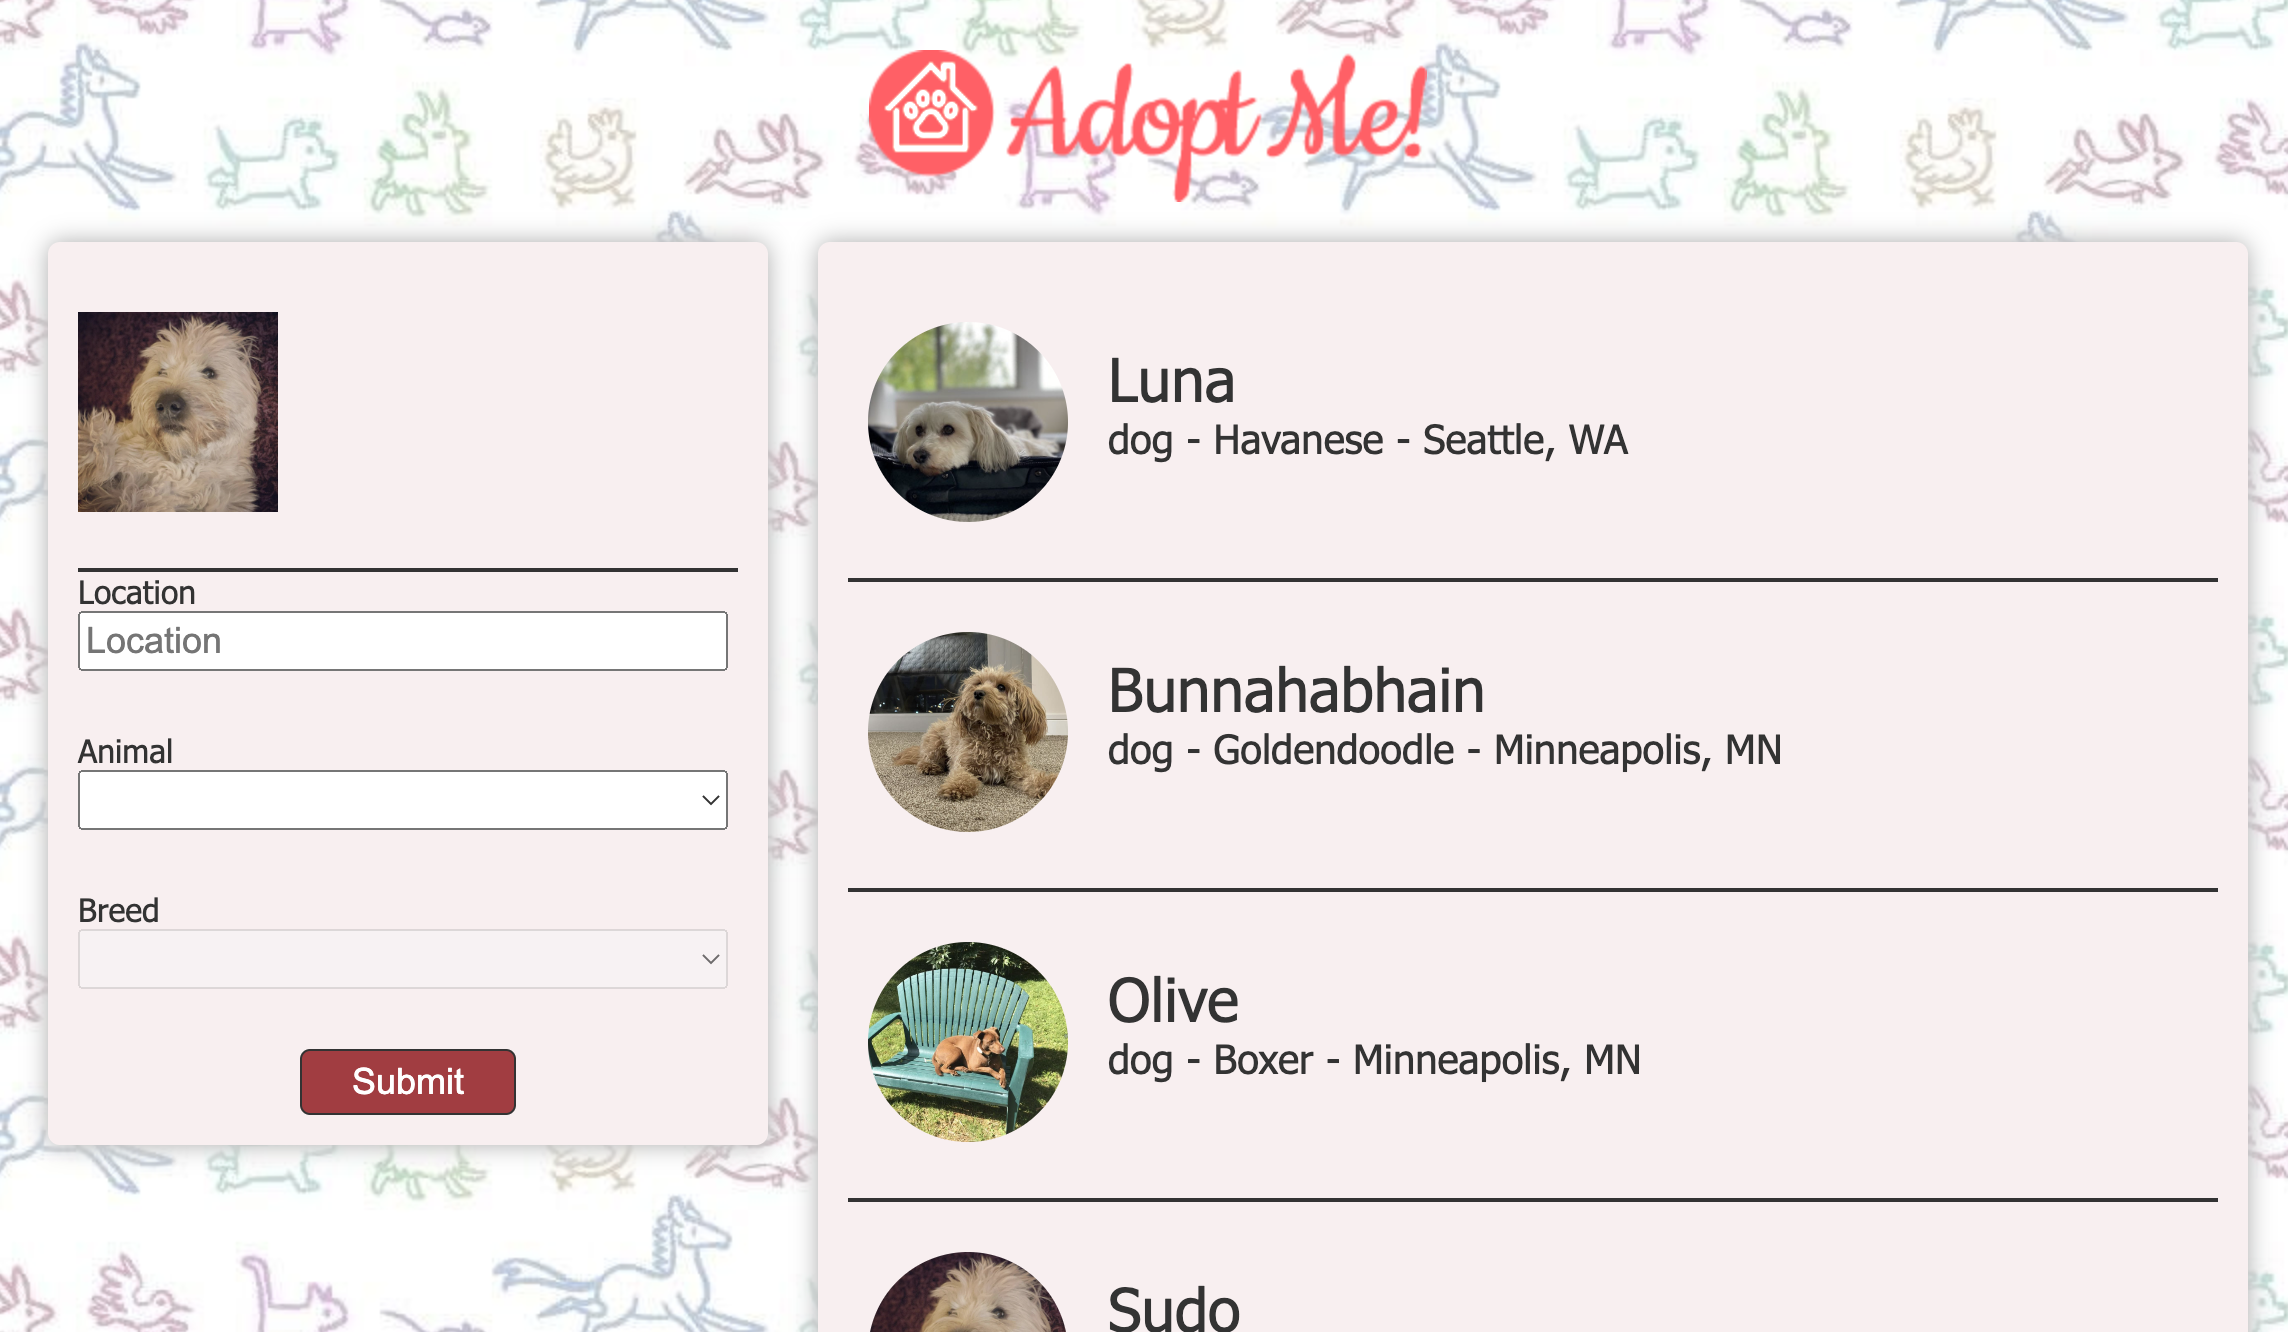 Adopt Me!
Location
Location
Animal
Breed
Submit
Luna
dog - Havanese - Seattle, WA
Bunnahabhain
dog - Goldendoodle - Minneapolis, MN
Olive
dog - Boxer - Minneapolis, MN
Sudo